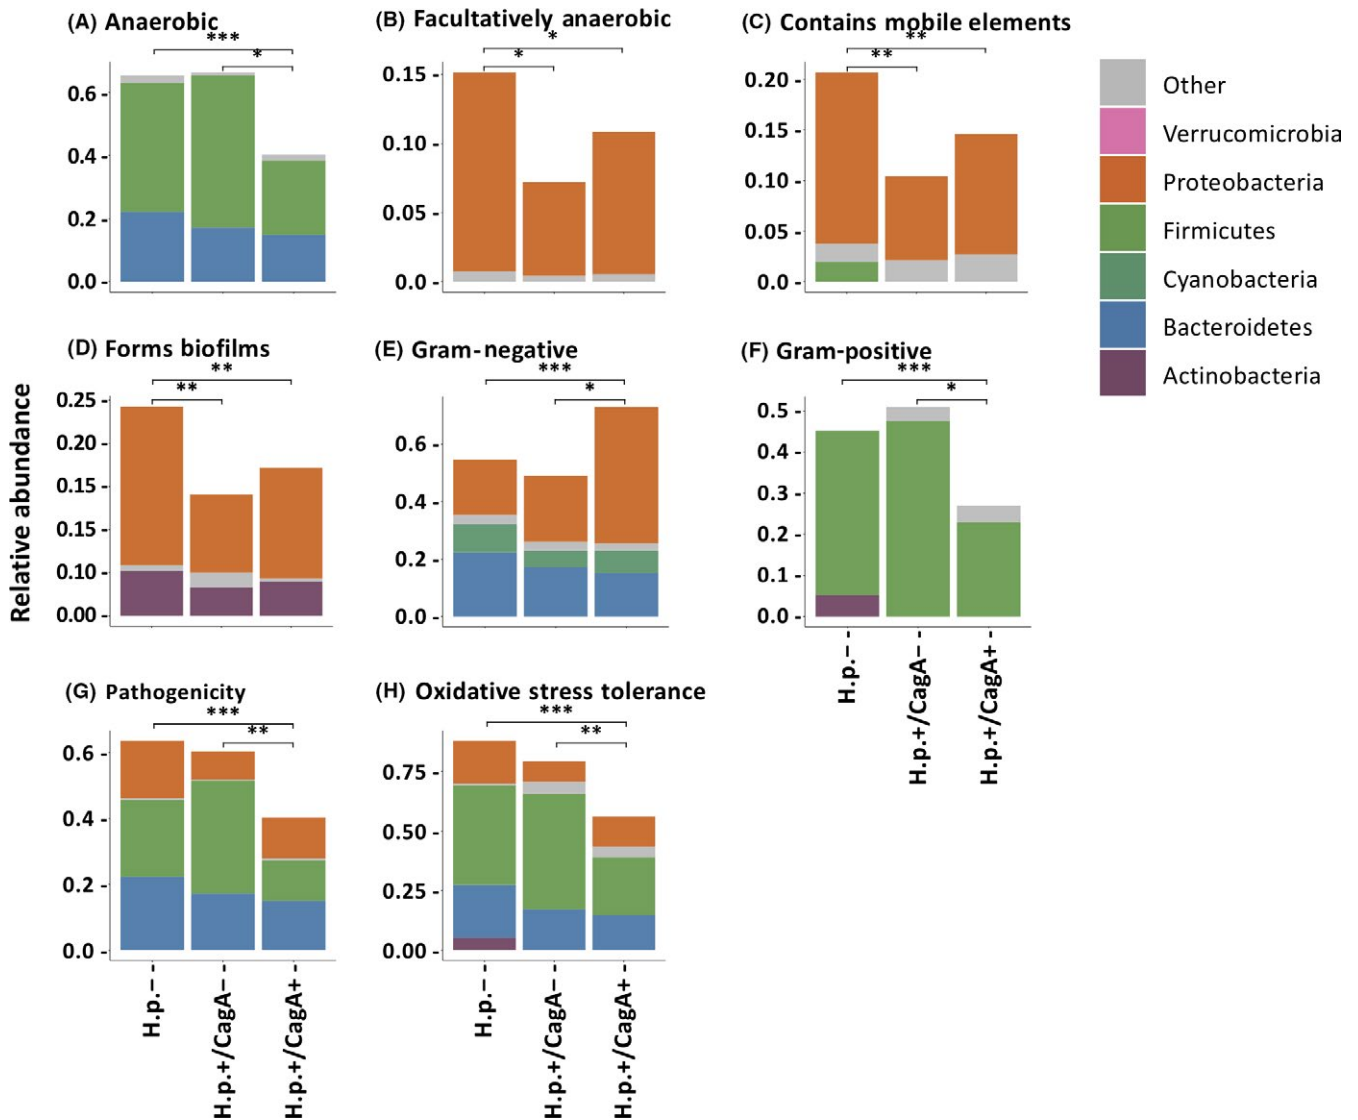 (A) Anaerobic
(B) Facultatively anaerobic
(C) Contains mobile elements
***
*
*
*
**
**
0.6
0.4
0.2
0.0
0.15
0.10
0.05
0.00
0.20
0.15
0.10
0.05
0.00
Other
Verrucomicrobia
Proteobacteria
Firmicutes
Cyanobacteria
Bacteroidetes
Actinobacteria
(D) Forms biofilms
(E) Gram-negative
(F) Gram-positive
**
**
***
*
***
*
Relative abundance
0.25
0.20
0.15
0.15
0.10
0.00
0.6
0.4
0.2
0.0
0.5
0.4
0.3
0.2
0.1
0.0
H.p.–
H.p.+/CagA–
H.p.+/CagA+
(G) Pathogenicity
(H) Oxidative stress tolerance
***
**
***
**
0.6
0.4
0.2
0.0
0.75
0.50
0.25
0.00
H.p.–
H.p.+/CagA–
H.p.+/CagA+
H.p.–
H.p.+/CagA–
H.p.+/CagA+